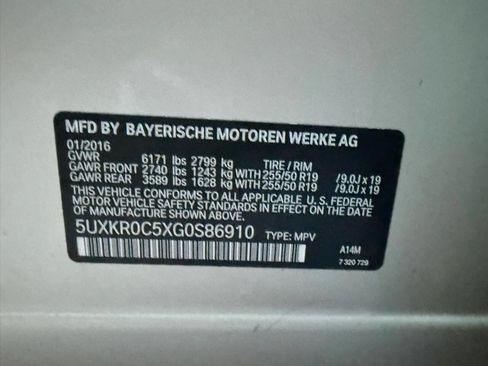 MFD BY BAYERISCHE MOTOREN WERKE AG
01/2016
GVWR 6171 lbs 2799 kg TIRE / RIM
GAWR FRONT 2740 lbs 1243 kg WITH 255/50 R19 /9.0J x 19
GAWR REAR 3589 lbs 1628 kg WITH 255/50 R19 /9.0J x 19
THIS VEHICLE CONFORMS TO ALL APPLICABLE U. S. FEDERAL
MOTOR VEHICLE SAFETY STANDARDS IN EFFECT ON THE
DATE OF MANUFACTURE SHOWN ABOVE.
5UXKR0C5XG0S86910 TYPE: MPV
A14M
7 320 729